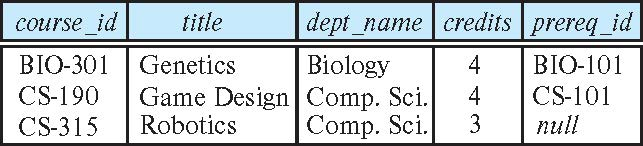 course_id title dept_name credits prereq_id
BIO-301 Genetics Biology 4 BIO-101
CS-190 Game Design Comp. Sci. 4 CS-101
CS-315 Robotics Comp. Sci. 3 null